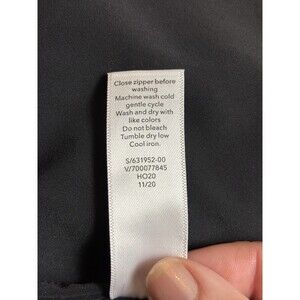 Close zipper before
washing
Machine wash cold
gentle cycle
Wash and dry with
like colors
Do not bleach
Tumble dry low
Cool iron.
S/631952-00
V/700077845
HO20
11/20